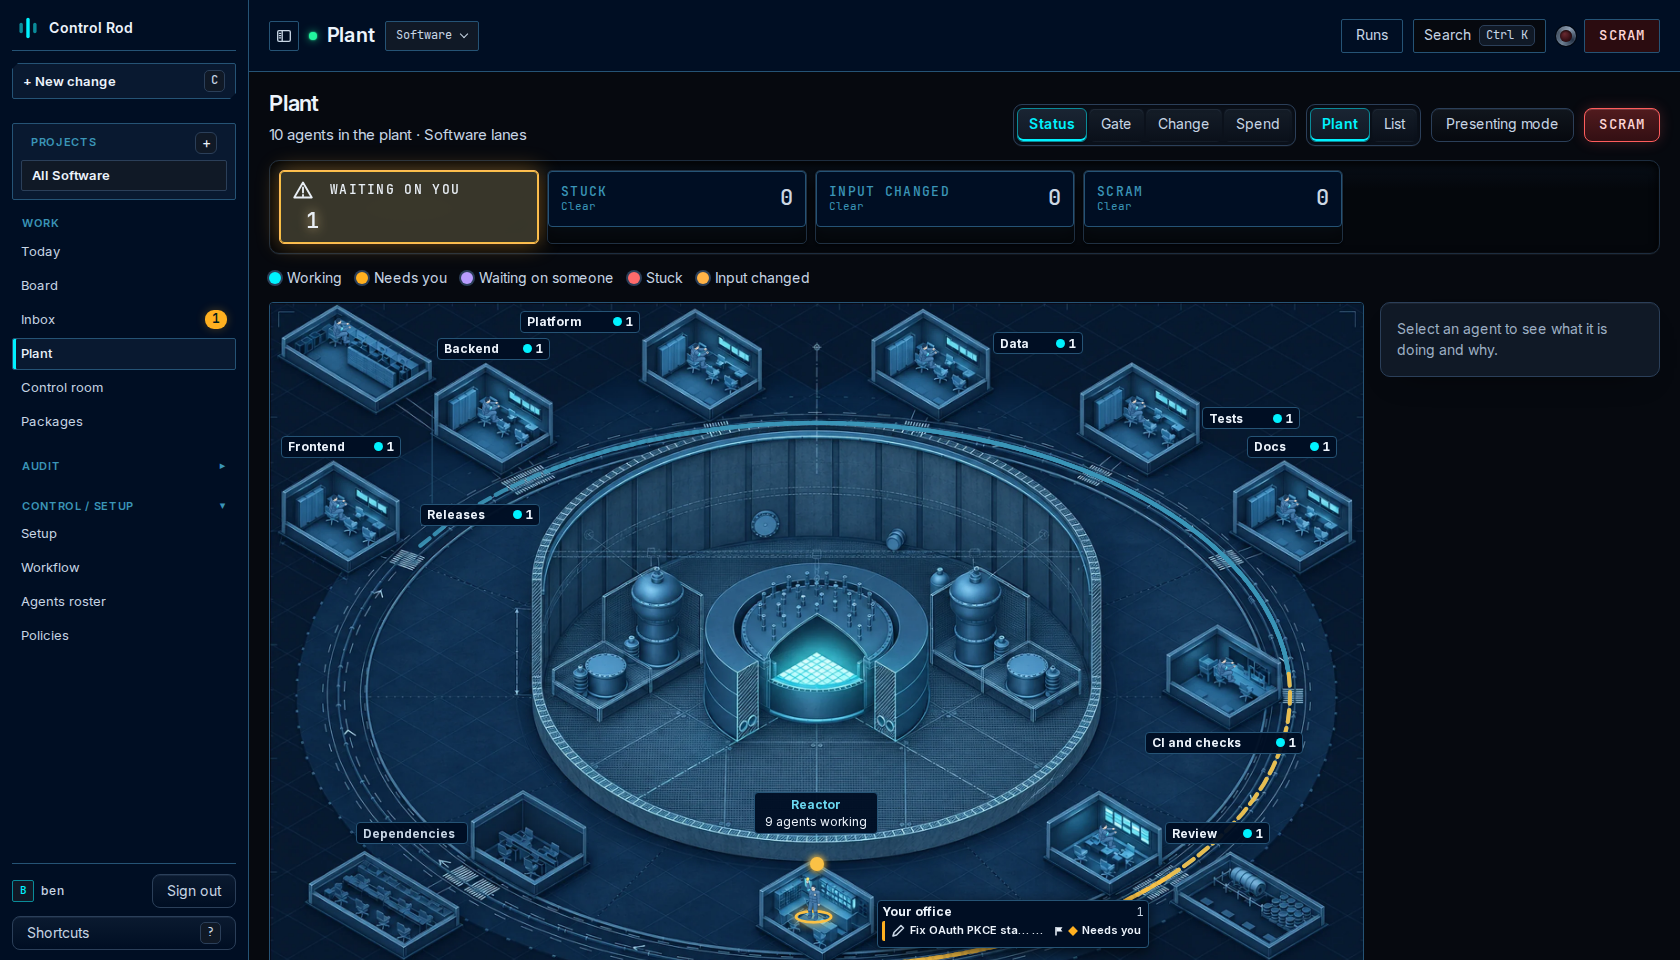 Control Rod
+ New change
C
PROJECTS
+
All Software
WORK
Today
Board
Inbox
1
Plant
Control room
Packages
AUDIT
CONTROL / SETUP
Setup
Workflow
Agents roster
Policies
B
ben
Sign out
Shortcuts
?
Plant
Software
Runs
Search
Ctrl K
SCRAM
Plant
10 agents in the plant · Software lanes
Status
Gate
Change
Spend
Plant
List
Presenting mode
SCRAM
WAITING ON YOU
1
STUCK
Clear
0
INPUT CHANGED
Clear
0
SCRAM
Clear
0
Working
Needs you
Waiting on someone
Stuck
Input changed
Platform 1
Backend 1
Data 1
Tests 1
Frontend 1
Docs 1
Releases 1
CI and checks 1
Reactor
9 agents working
Dependencies
Review 1
Your office 1
Fix OAuth PKCE sta... ...
Needs you
Select an agent to see what it is
doing and why.